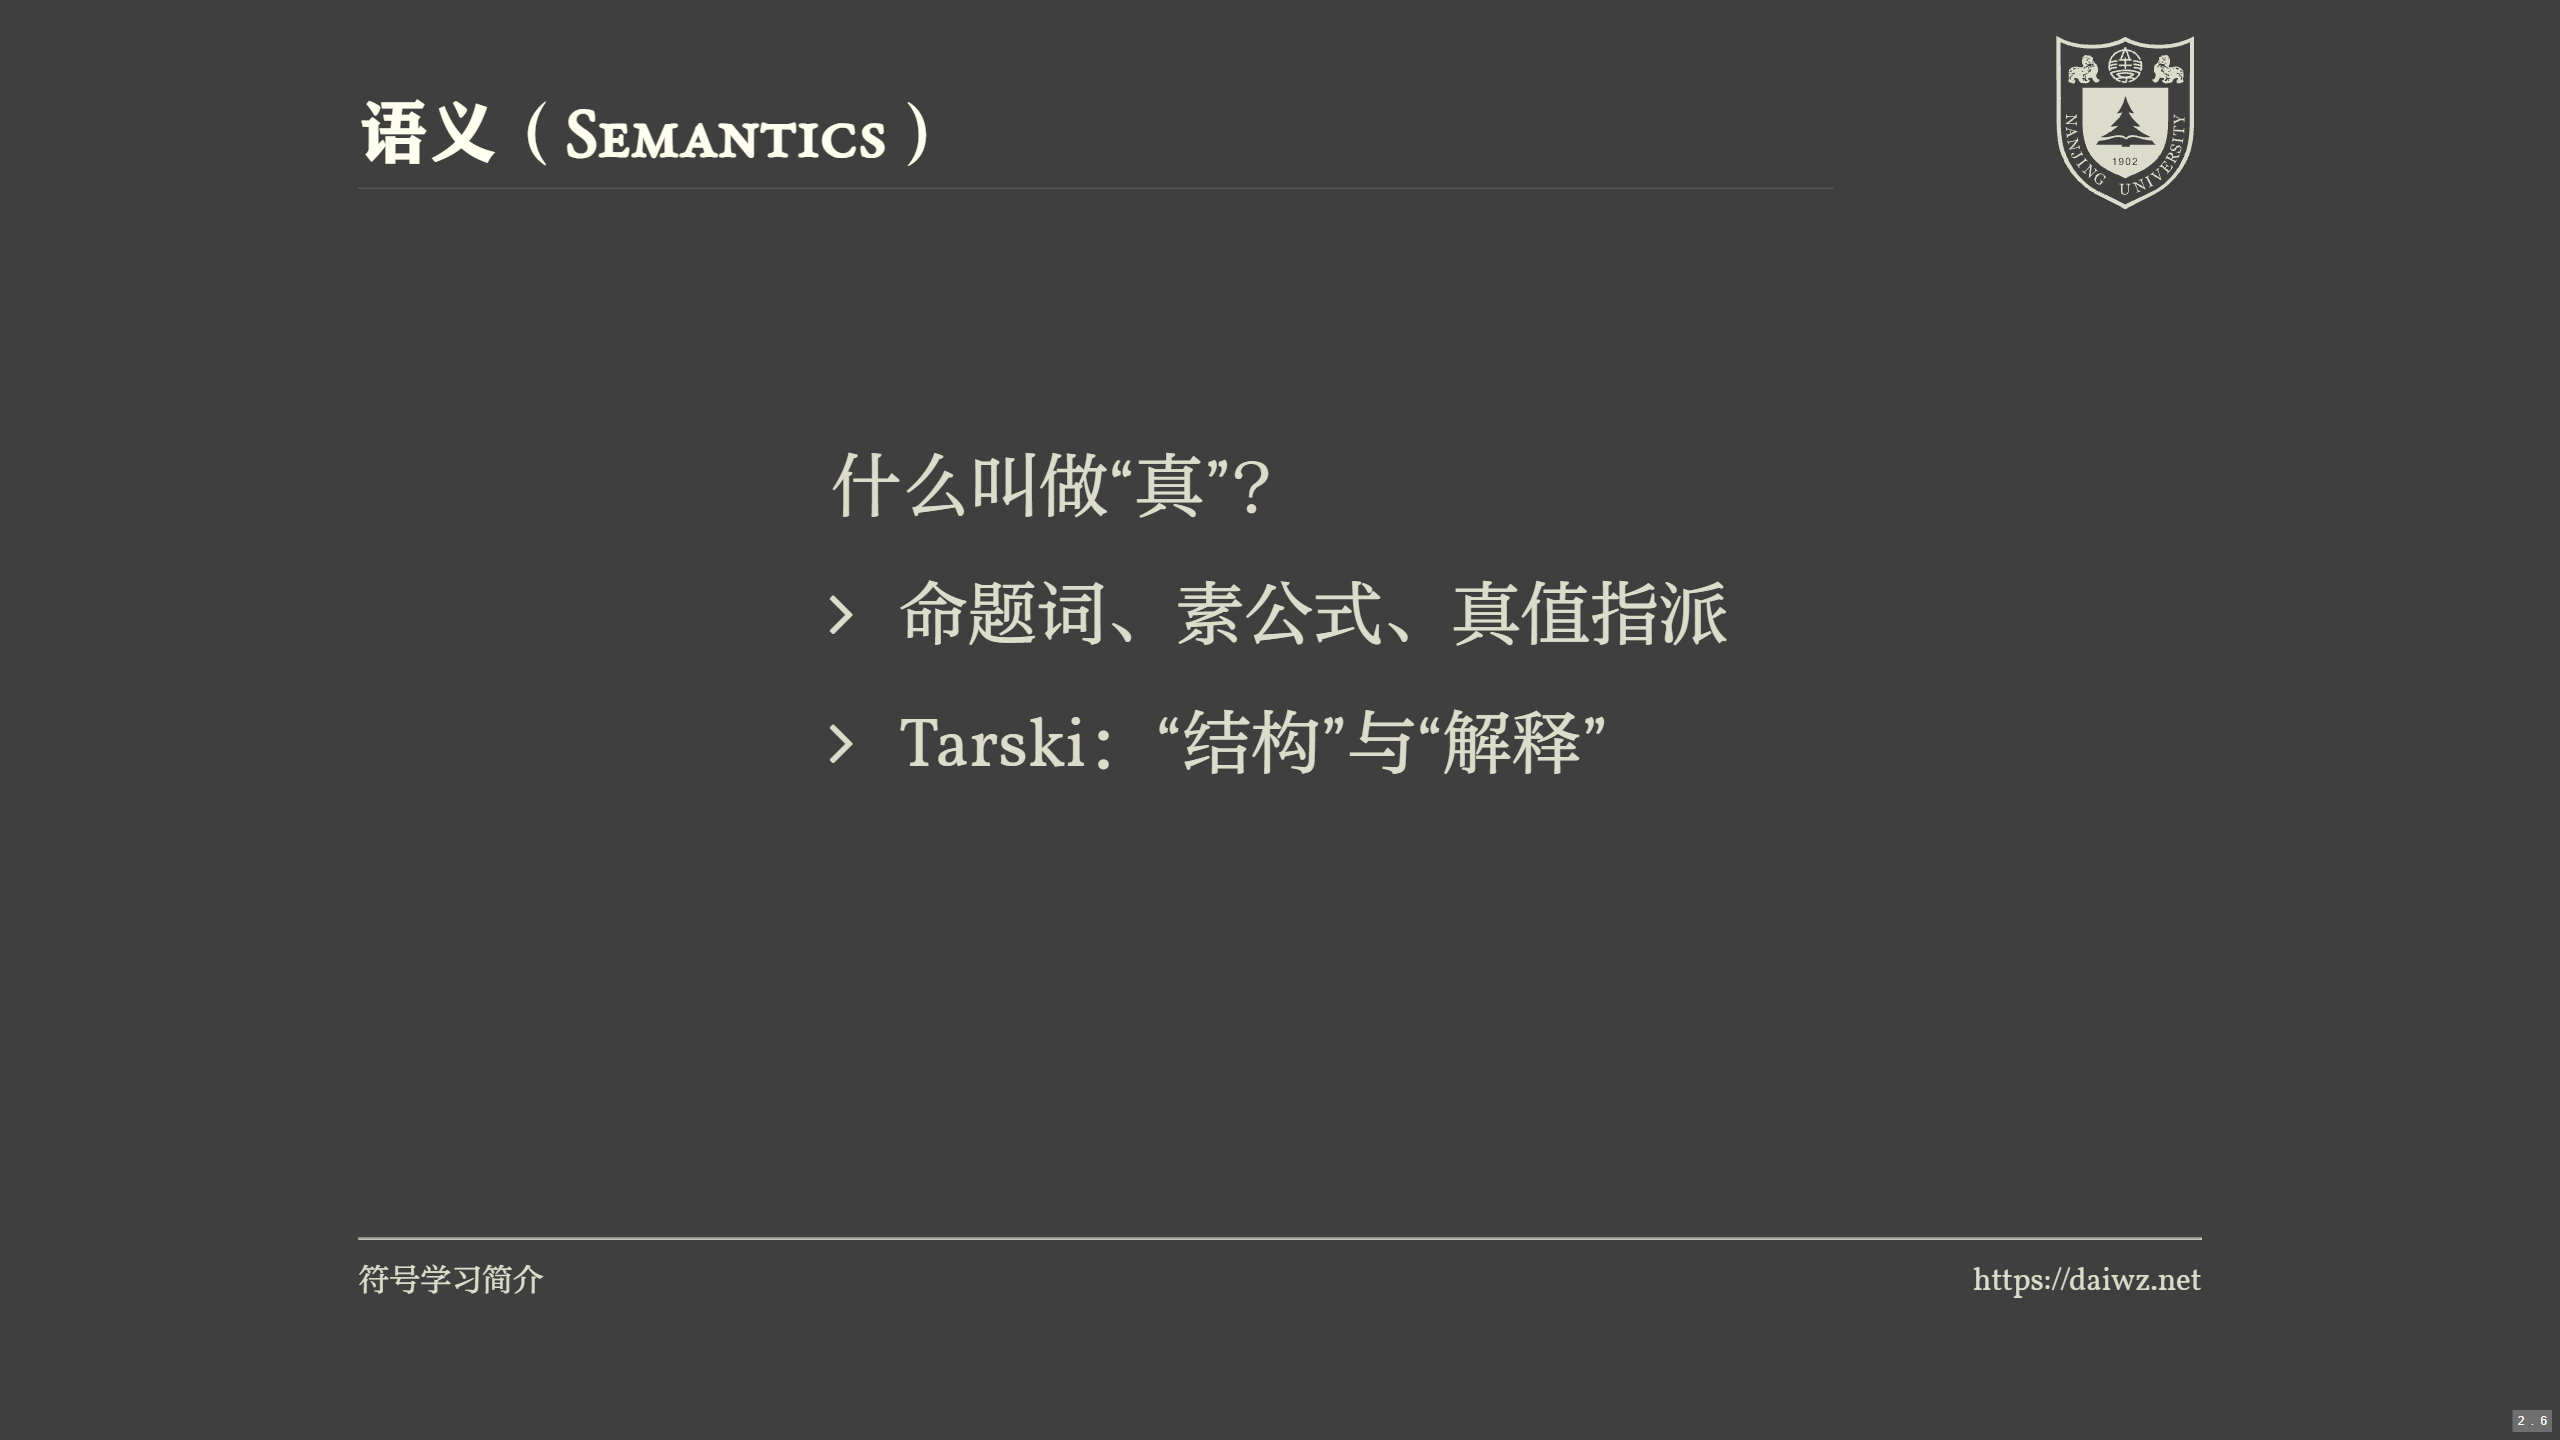 语义（SEMANTICS）
NANJING UNIVERSITY
1902
什么叫做“真”？
命题词、素公式、真值指派
Tarski：“结构”与“解释”
符号学习简介
https://daiwz.net
2.6